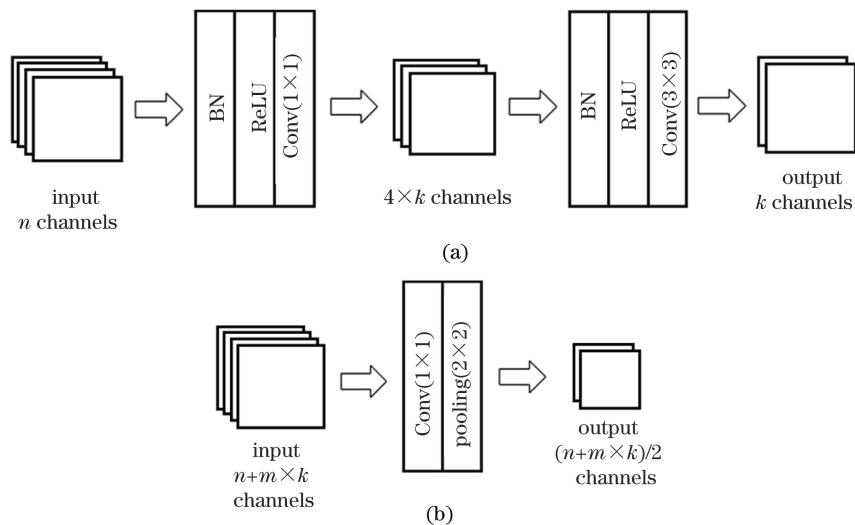 BN
ReLU
Conv(1×1)
BN
ReLU
Conv(3×3)
input
n channels
4×k channels
output
k channels
(a)
Conv(1×1)
pooling(2×2)
input
n+m×k
channels
output
(n+m×k)/2
channels
(b)